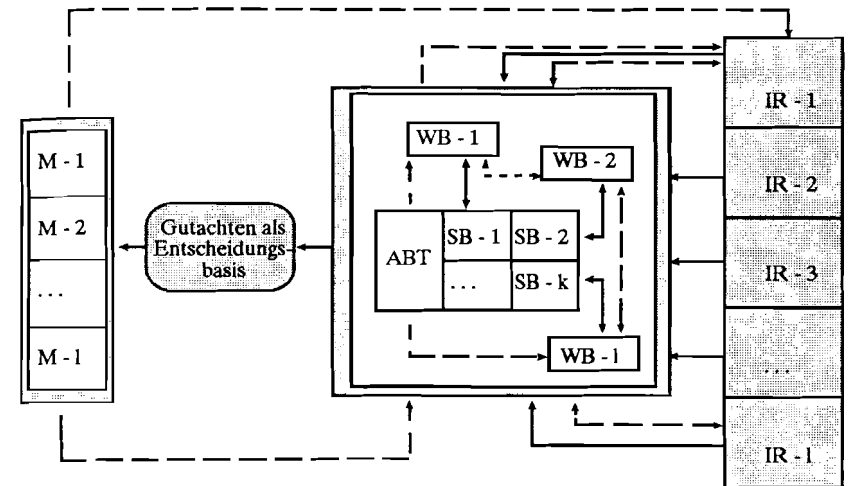 M - 1
M - 2
...
M - l
Gutachten als
Entscheidungs-
basis
WB - 1
WB - 2
ABT
SB - 1
SB - 2
...
SB - k
WB - l
IR - 1
IR - 2
IR - 3
...
IR - l